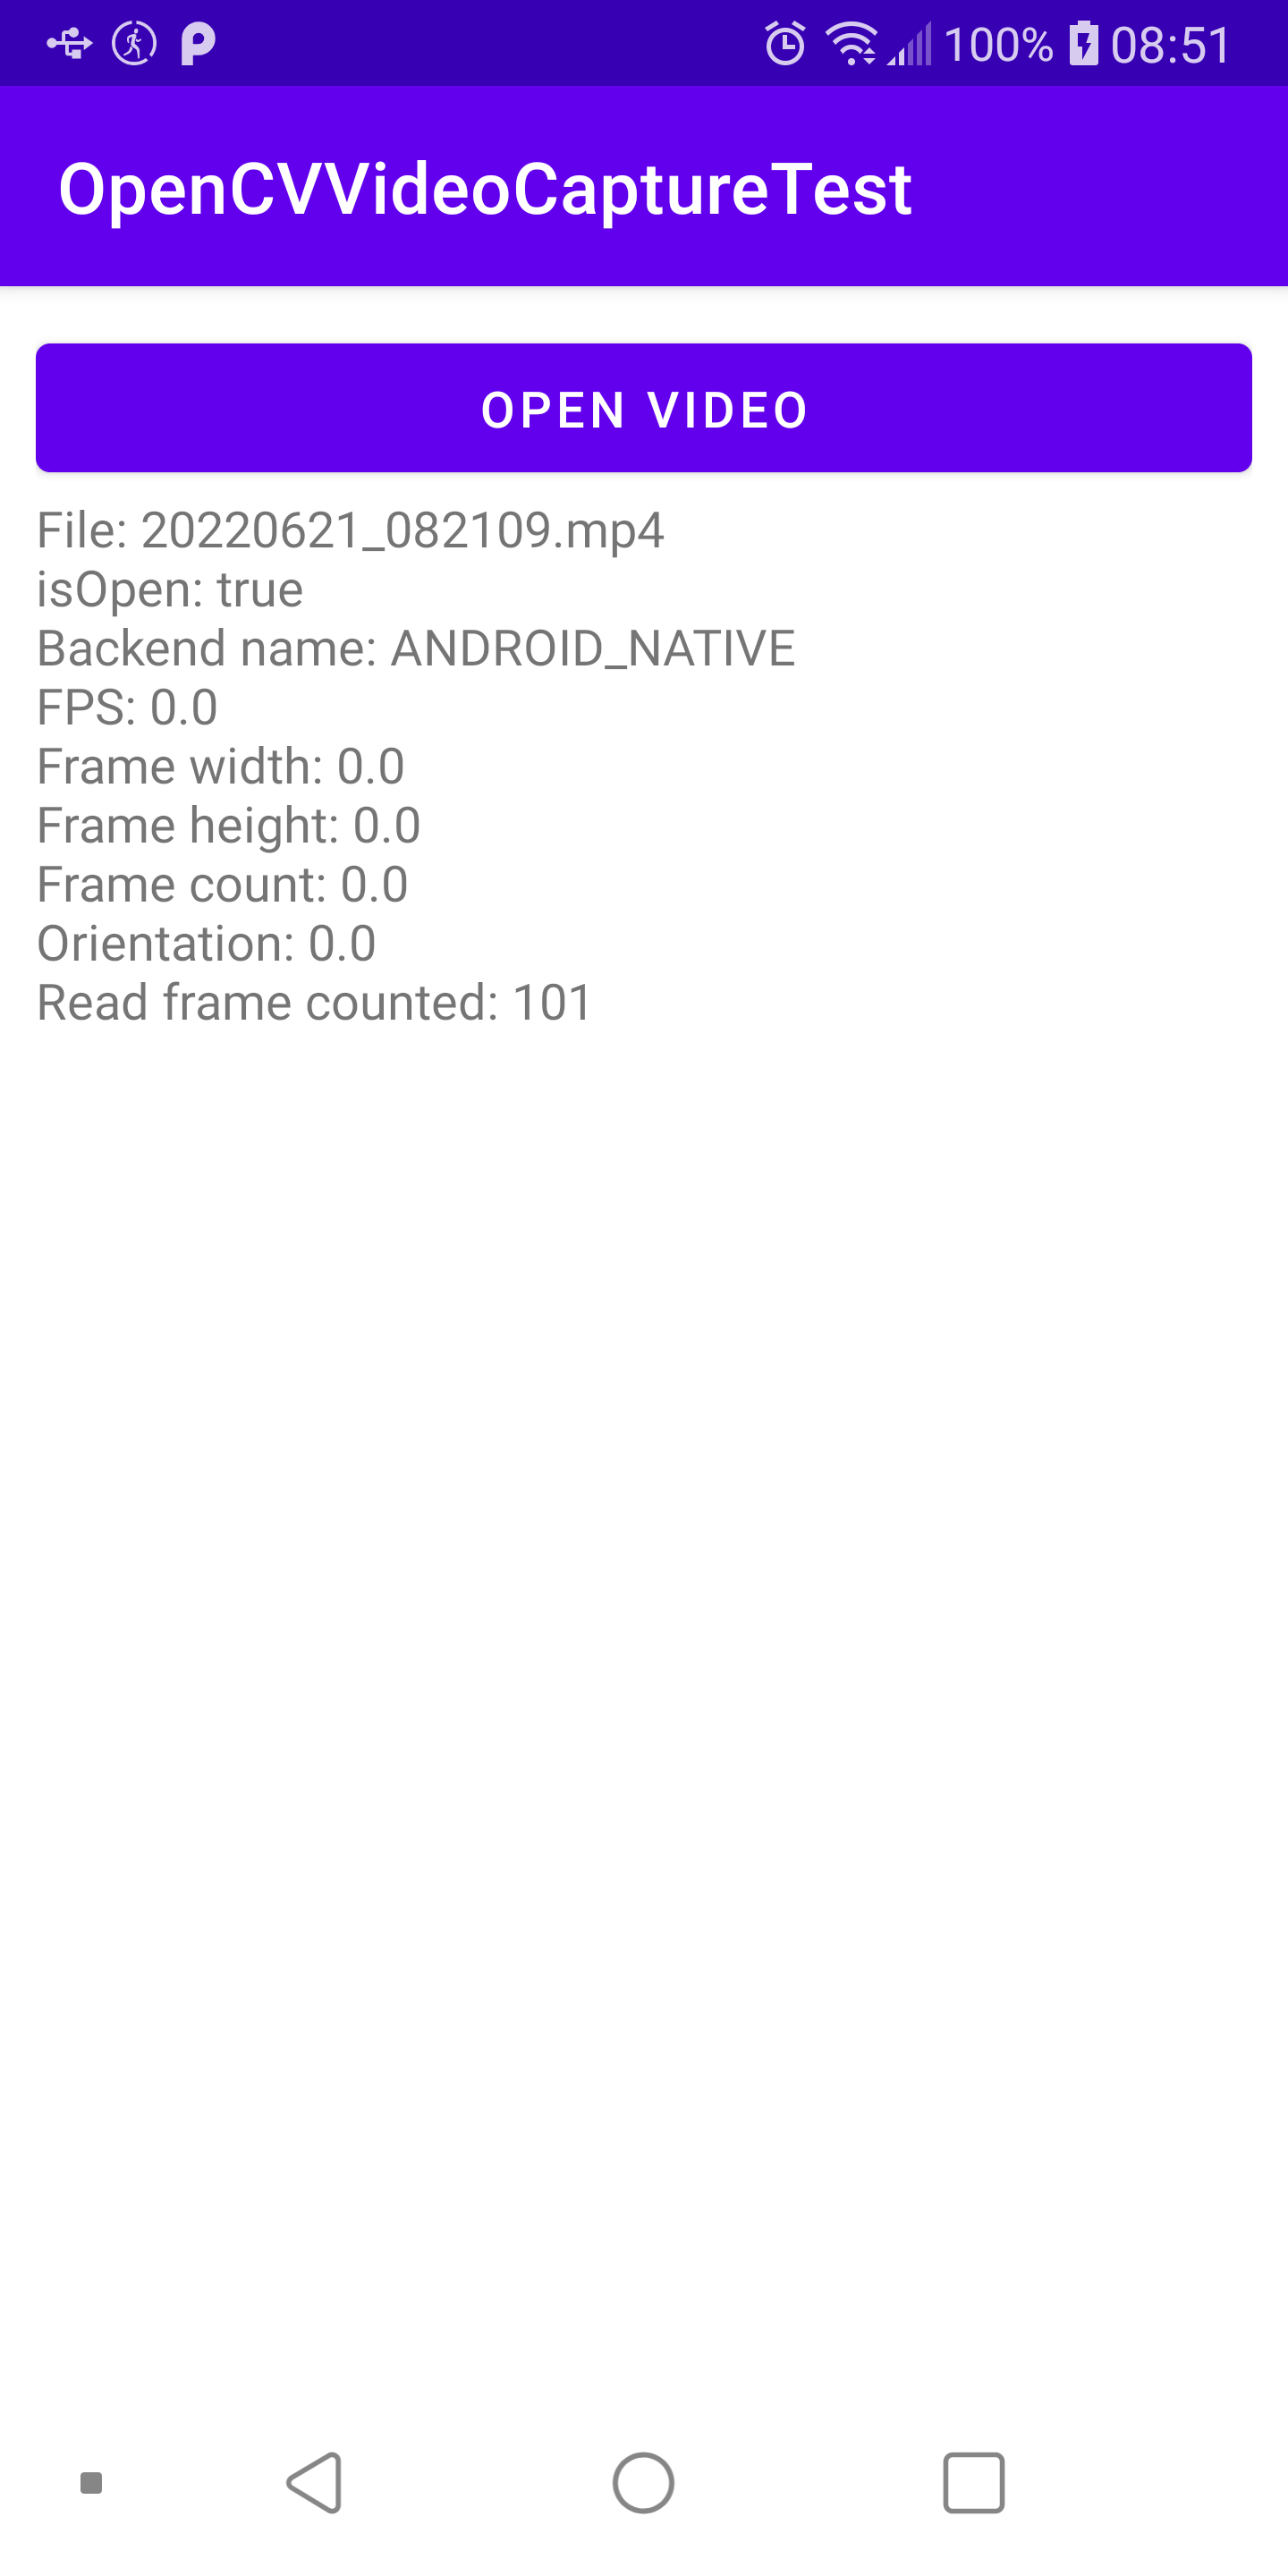 100% 08:51
OpenCVVideoCaptureTest
OPEN VIDEO
File: 20220621_082109.mp4
isOpen: true
Backend name: ANDROID_NATIVE
FPS: 0.0
Frame width: 0.0
Frame height: 0.0
Frame count: 0.0
Orientation: 0.0
Read frame counted: 101